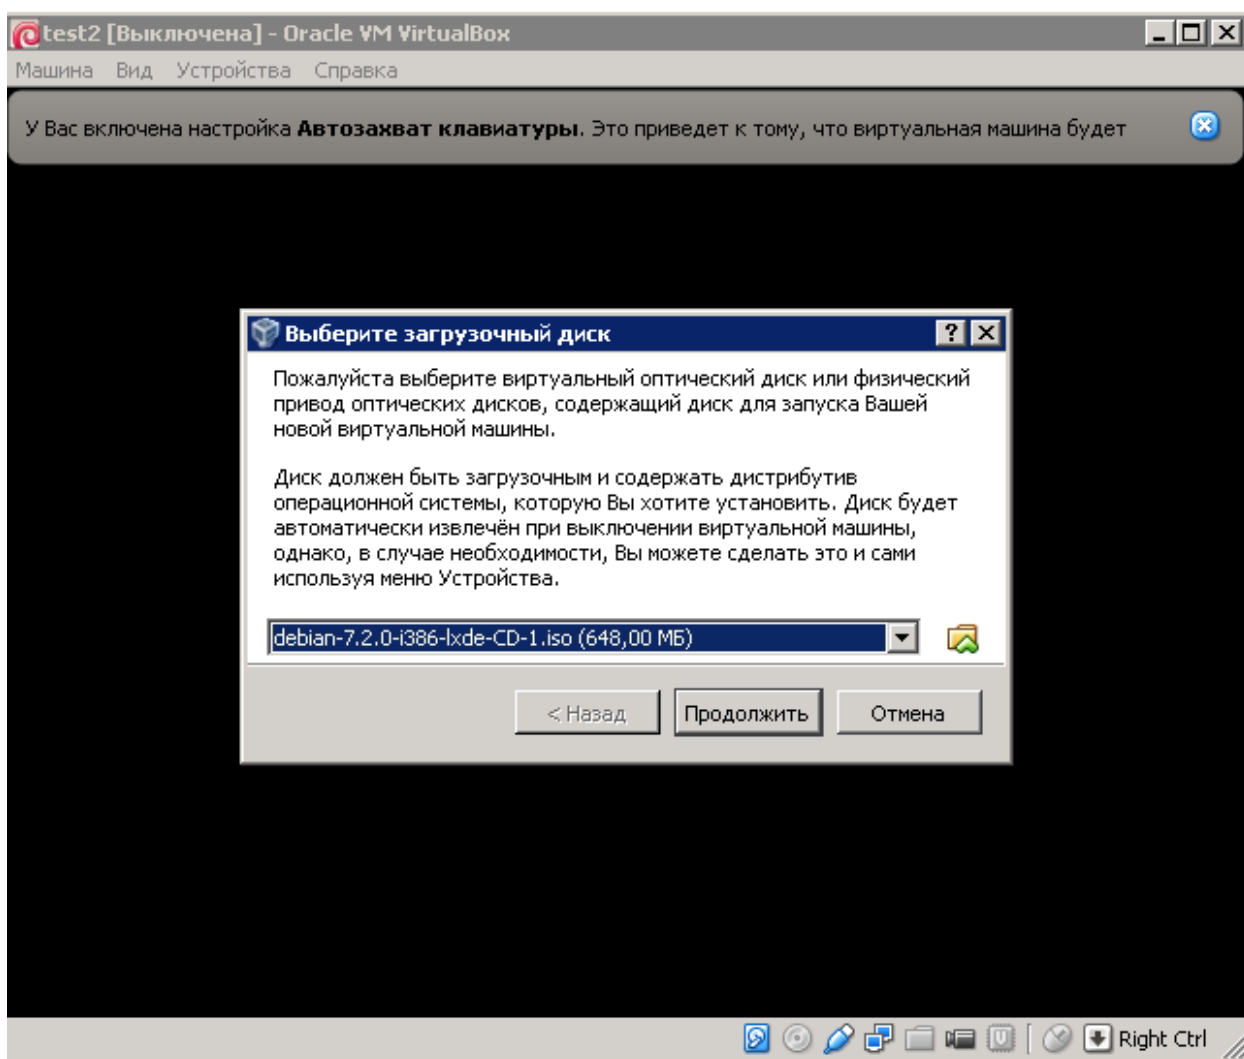 test2 [Выключена] - Oracle VM VirtualBox
Машина Вид Устройства Справка
У Вас включена настройка Автозахват клавиатуры. Это приведет к тому, что виртуальная машина будет
Выберите загрузочный диск
Пожалуйста выберите виртуальный оптический диск или физический
привод оптических дисков, содержащий диск для запуска Вашей
новой виртуальной машины.
Диск должен быть загрузочным и содержать дистрибутив
операционной системы, которую Вы хотите установить. Диск будет
автоматически извлечён при выключении виртуальной машины,
однако, в случае необходимости, Вы можете сделать это и сами
используя меню Устройства.
debian-7.2.0-i386-lxde-CD-1.iso (648,00 МБ)
< Назад Продолжить Отмена
Right Ctrl